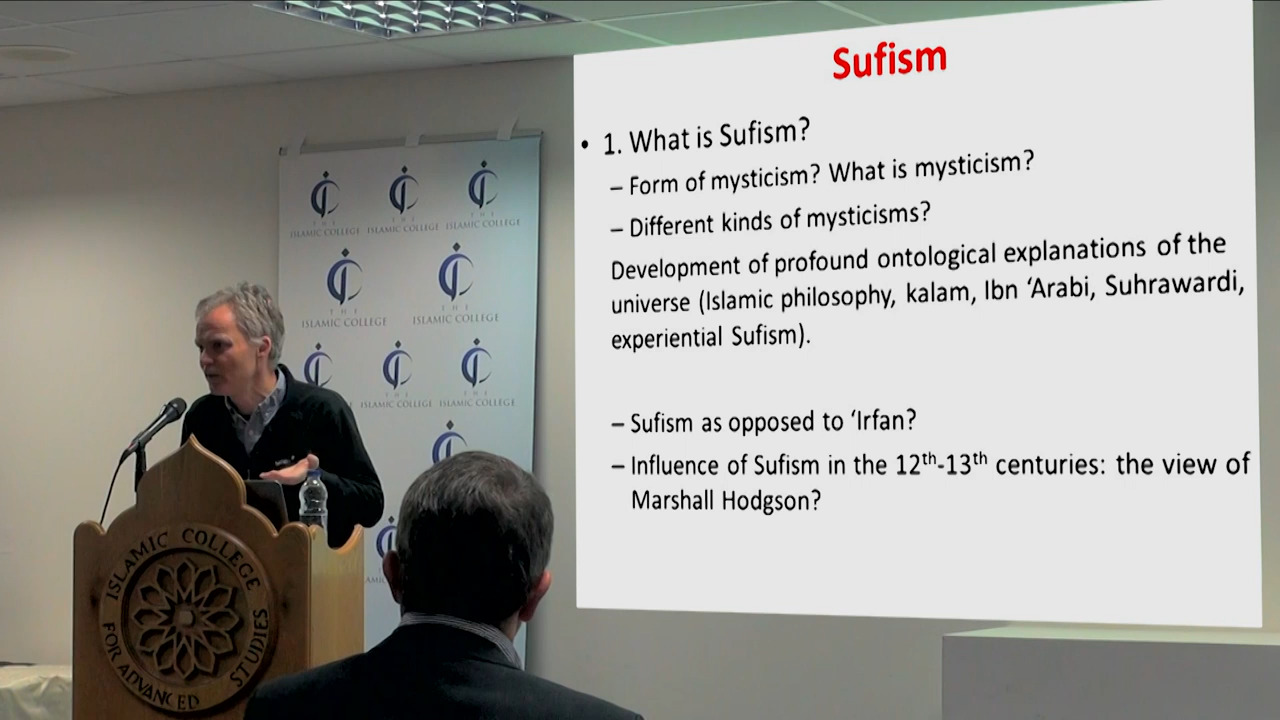 Sufism
• 1. What is Sufism?
– Form of mysticism? What is mysticism?
– Different kinds of mysticisms?
Development of profound ontological explanations of the
universe (Islamic philosophy, kalam, Ibn ‘Arabi, Suhrawardi,
experiential Sufism).
– Sufism as opposed to ‘Irfan?
– Influence of Sufism in the 12th-13th centuries: the view of
Marshall Hodgson?
THE
ISLAMIC COLLEGE
THE
ISLAMIC COLLEGE
THE
ISLAMIC COLLEGE
THE
ISLAMIC COLLEGE
THE
ISLAMIC COLLEGE
THE
ISLAMIC COLLEGE
THE
ISLAMIC COLLEGE
ISLAMIC COLLEGE
FOR ADVANCED STUDIES